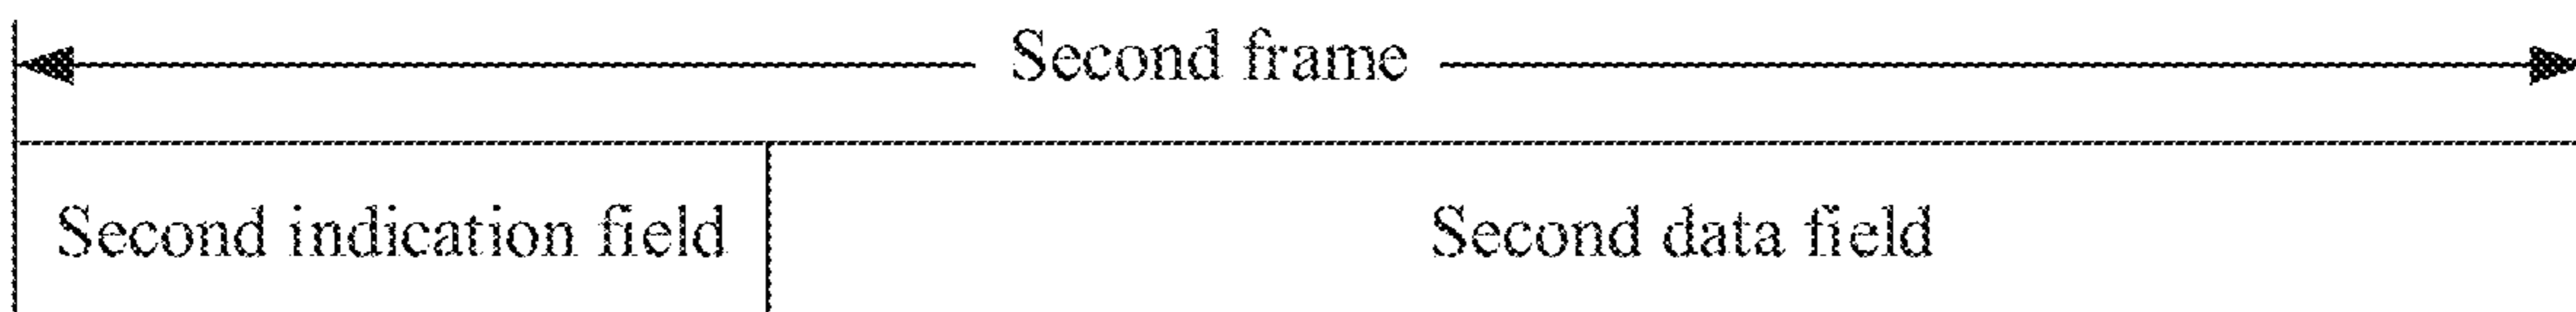 Second frame
Second indication field Second data field